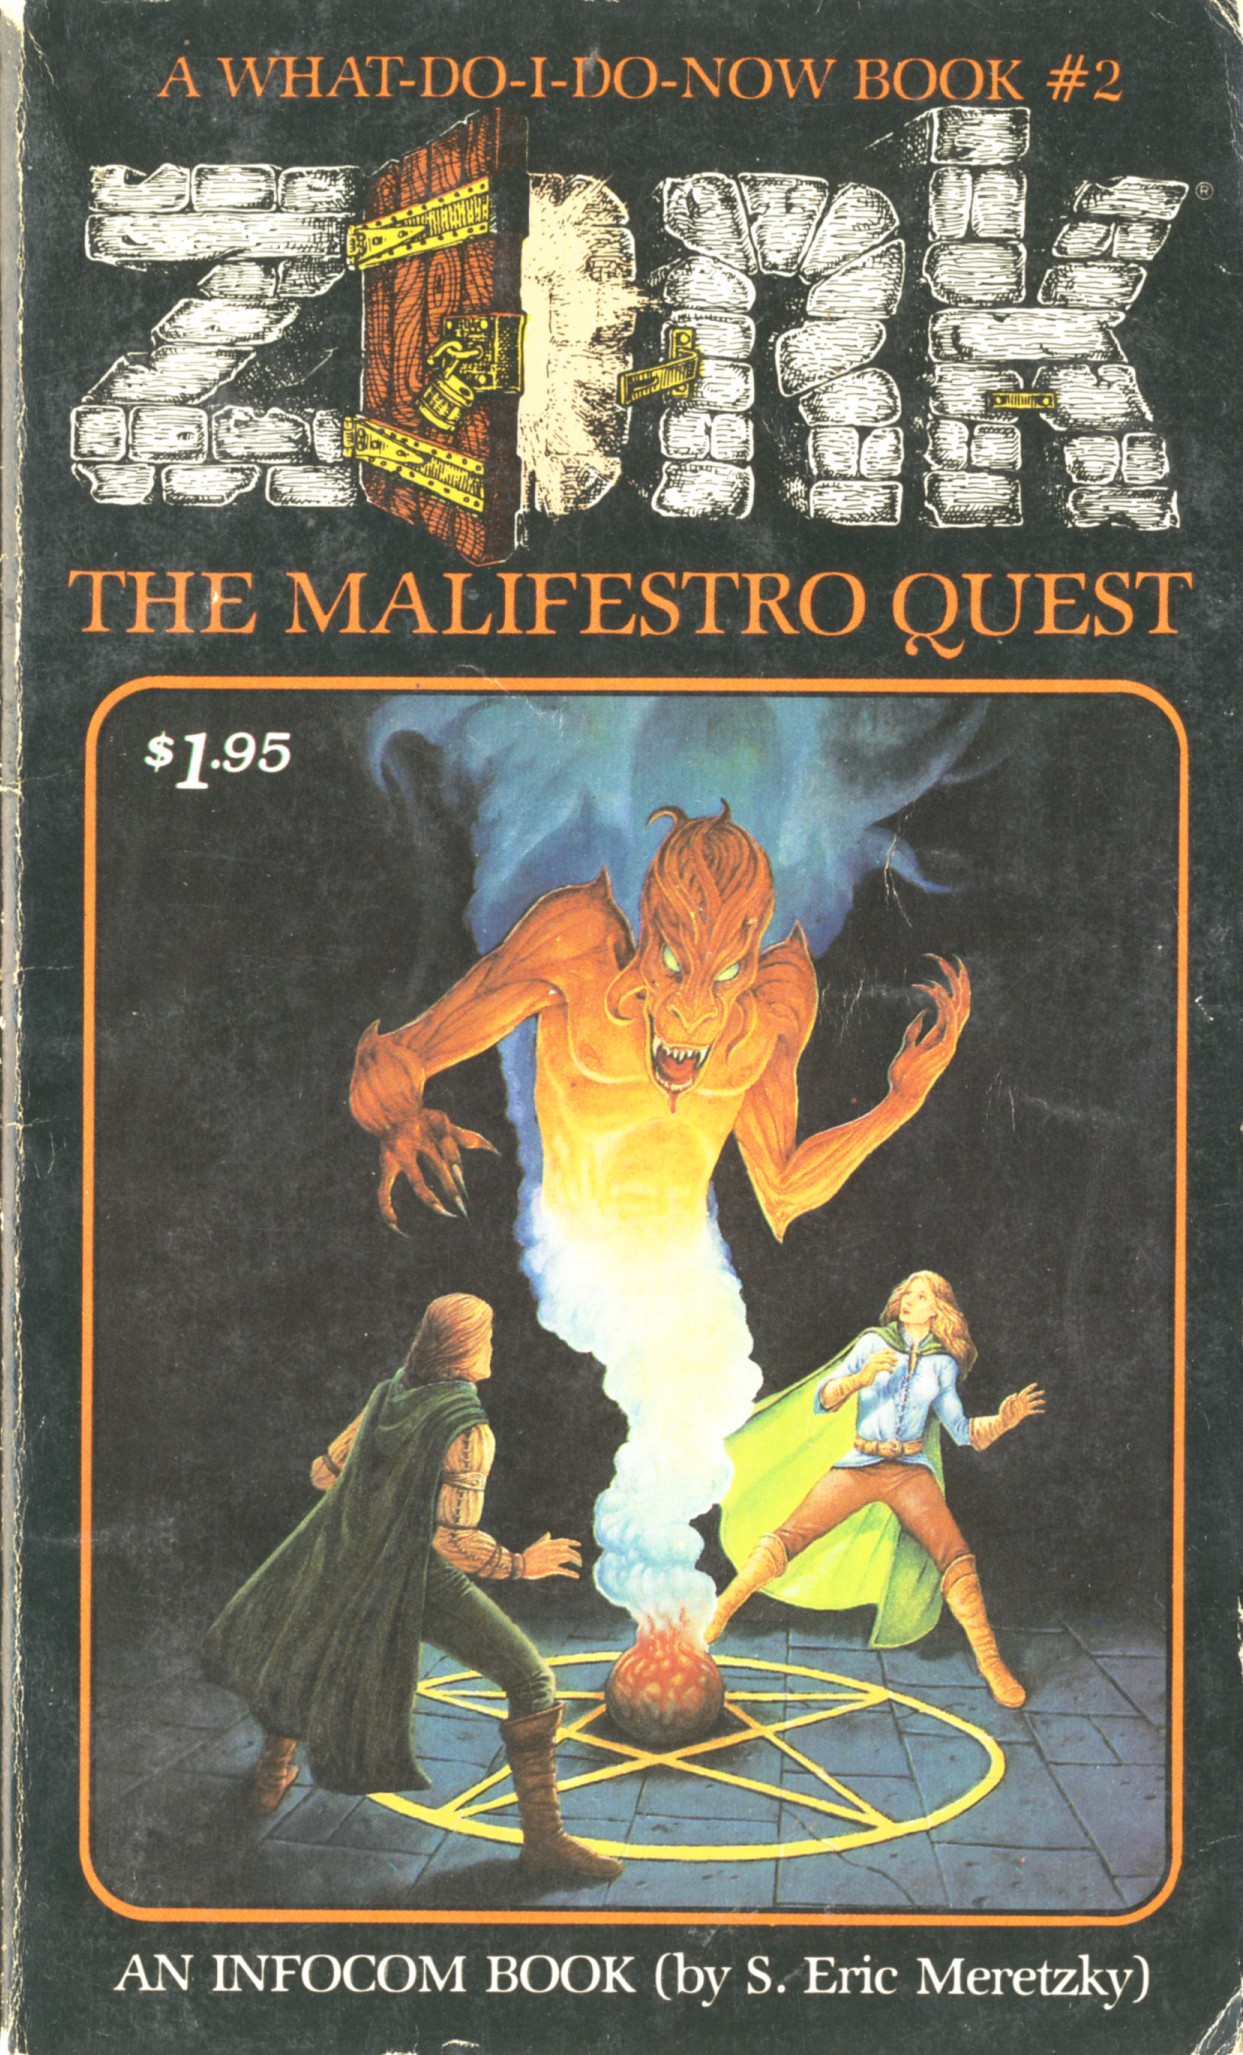 A WHAT-DO-I-DO-NOW BOOK #2
ZORK®
THE MALIFESTRO QUEST
$1.95
AN INFOCOM BOOK (by S. Eric Meretzky)